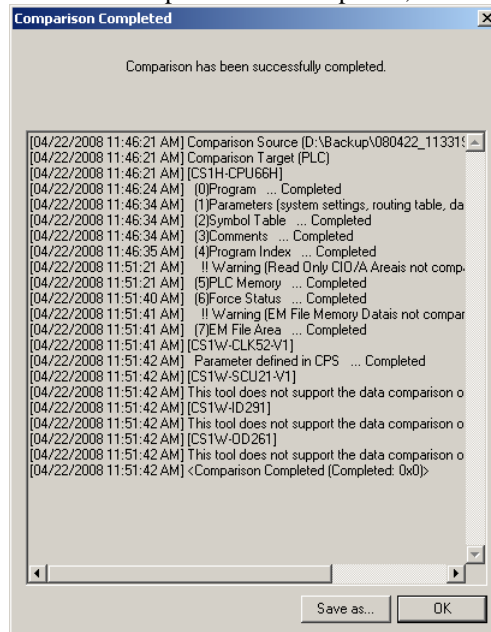 Comparison Completed
Comparison has been successfully completed.
[04/22/2008 11:46:21 AM] Comparison Source (D:\Backup\080422_11331
[04/22/2008 11:46:21 AM] Comparison Target (PLC)
[04/22/2008 11:46:21 AM] [CS1H-CPU66H]
[04/22/2008 11:46:24 AM] (0)Program ... Completed
[04/22/2008 11:46:34 AM] (1)Parameters (system settings, routing table, da
[04/22/2008 11:46:34 AM] (2)Symbol Table ... Completed
[04/22/2008 11:46:34 AM] (3)Comments ... Completed
[04/22/2008 11:46:35 AM] (4)Program Index ... Completed
[04/22/2008 11:51:21 AM] !! Warning (Read Only CIO/A Areais not comp
[04/22/2008 11:51:21 AM] (5)PLC Memory ... Completed
[04/22/2008 11:51:40 AM] (6)Force Status ... Completed
[04/22/2008 11:51:41 AM] !! Warning (EM File Memory Datais not compar
[04/22/2008 11:51:41 AM] (7)EM File Area ... Completed
[04/22/2008 11:51:41 AM] [CS1W-CLK52-V1]
[04/22/2008 11:51:42 AM] Parameter defined in CPS ... Completed
[04/22/2008 11:51:42 AM] [CS1W-SCU21-V1]
[04/22/2008 11:51:42 AM] This tool does not support the data comparison o
[04/22/2008 11:51:42 AM] [CS1W-ID291]
[04/22/2008 11:51:42 AM] This tool does not support the data comparison o
[04/22/2008 11:51:42 AM] [CS1W-OD261]
[04/22/2008 11:51:42 AM] This tool does not support the data comparison o
[04/22/2008 11:51:42 AM] <Comparison Completed (Completed: 0x0)>
Save as...
OK